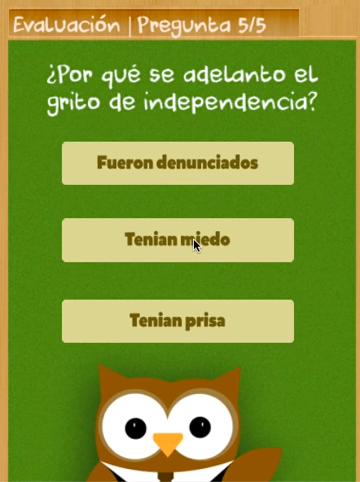 Evaluación | Pregunta 5/5
¿Por qué se adelanto el
grito de independencia?
Fueron denunciados
Tenian miedo
Tenian prisa